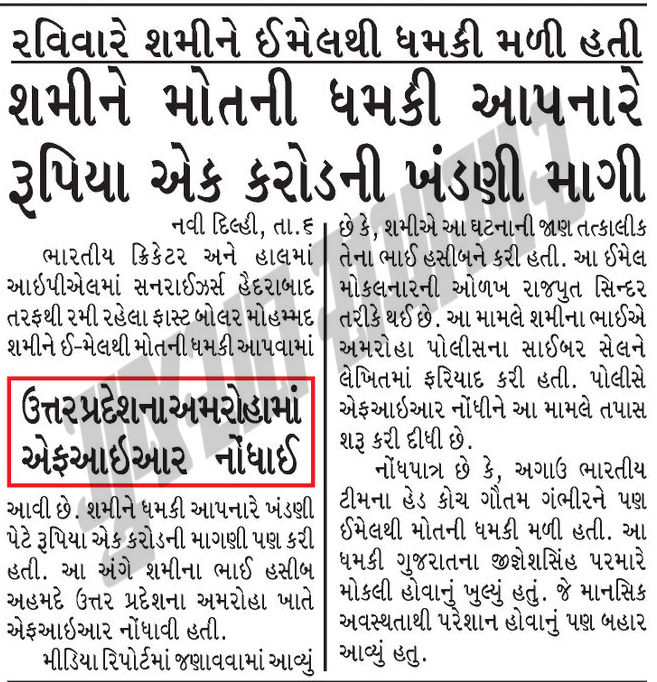 રવિવારે શમીને ઈમેલથી ધમકી મળી હતી
શમીને મોતની ધમકી આપનારે
રૂપિયા એક કરોડની ખંડણી માગી
નવી દિલ્હી, તા.૬
ભારતીય ક્રિકેટર અને હાલમાં
આઇપીએલમાં સનરાઈઝર્સ હૈદરાબાદ
તરફથી રમી રહેલા ફાસ્ટ બોલર મોહમ્મદ
શમીને ઈ-મેલથી મોતની ધમકી આપવામાં
ઉત્તરપ્રદેશના અમરોહામાં
એફઆઇઆર નોંધાઈ
આવી છે. શમીને ધમકી આપનારે ખંડણી
પેટે રૂપિયા એક કરોડની માગણી પણ કરી
હતી. આ અંગે શમીના ભાઈ હસીબ
અહમદે ઉત્તર પ્રદેશના અમરોહા ખાતે
એફઆઇઆર નોંધાવી હતી.
મીડિયા રિપોર્ટમાં જણાવવામાં આવ્યું
છે કે, શમીએ આ ઘટનાની જાણ તત્કાલીક
તેના ભાઈ હસીબને કરી હતી. આ ઈમેલ
મોકલનારની ઓળખ રાજપુત સિન્દર
તરીકે થઈ છે. આ મામલે શમીના ભાઈએ
અમરોહા પોલીસના સાઈબર સેલને
લેખિતમાં ફરિયાદ કરી હતી. પોલીસે
એફઆઇઆર નોંધીને આ મામલે તપાસ
શરૂ કરી દીધી છે.
નોંધપાત્ર છે કે, અગાઉ ભારતીય
ટીમના હેડ કોચ ગૌતમ ગંભીરને પણ
ઈમેલથી મોતની ધમકી મળી હતી. આ
ધમકી ગુજરાતના જીજ્ઞેશસિંહ પરમારે
મોકલી હોવાનું ખુલ્યું હતું. જે માનસિક
અવસ્થતાથી પરેશાન હોવાનું પણ બહાર
આવ્યું હતુ.